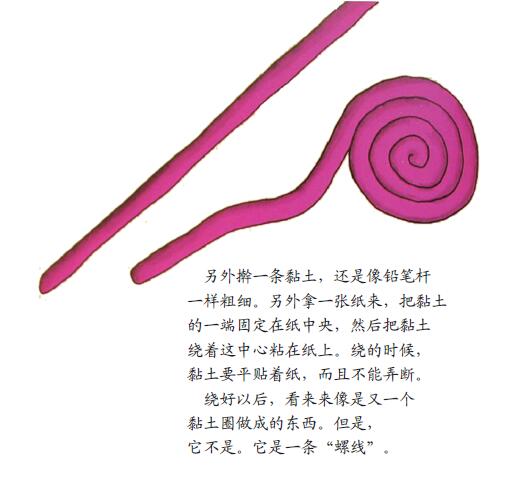 另外擀一条黏土，还是像铅笔杆
一样粗细。另外拿一张纸来，把黏土
的一端固定在纸中央，然后把黏土
绕着这中心粘在纸上。绕的时候，
黏土要平贴着纸，而且不能弄断。
绕好以后，看来来像是又一个
黏土圈做成的东西。但是，
它不是。它是一条“螺线”。